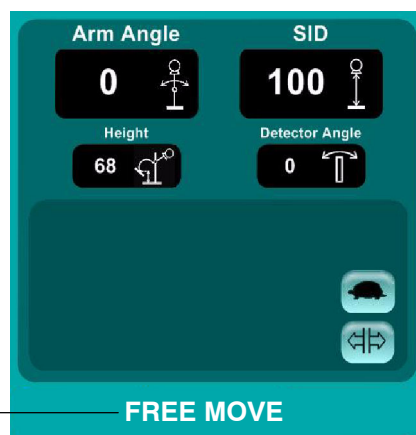 Arm Angle SID
0 100
Height Detector Angle
68 0
FREE MOVE